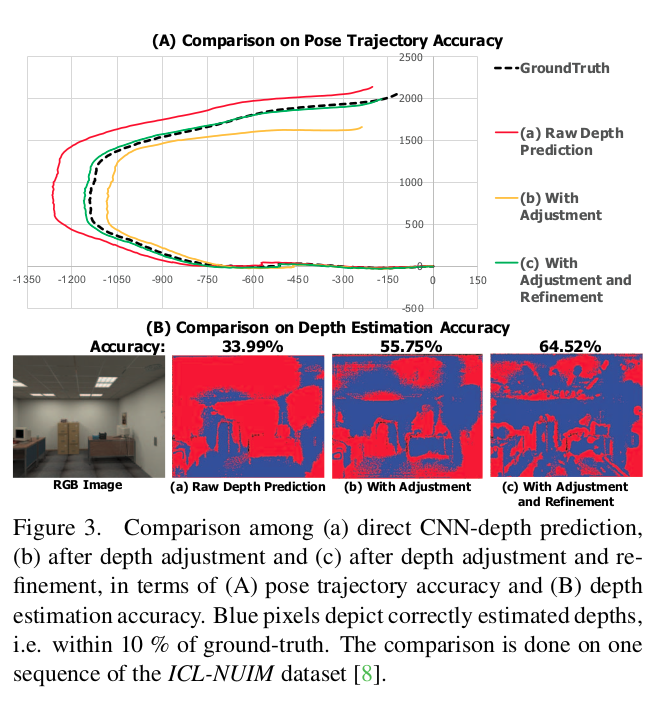 (A) Comparison on Pose Trajectory Accuracy
2500
2000
1500
1000
500
0
-1350 -1200 -1050 -900 -750 -600 -450 -300 -150 0 150
-500
GroundTruth
(a) Raw Depth
Prediction
(b) With
Adjustment
(c) With
Adjustment and
Refinement
(B) Comparison on Depth Estimation Accuracy
Accuracy: 33.99% 55.75% 64.52%
RGB Image (a) Raw Depth Prediction (b) With Adjustment (c) With Adjustment
and Refinement
Figure 3. Comparison among (a) direct CNN-depth prediction,
(b) after depth adjustment and (c) after depth adjustment and re-
finement, in terms of (A) pose trajectory accuracy and (B) depth
estimation accuracy. Blue pixels depict correctly estimated depths,
i.e. within 10 % of ground-truth. The comparison is done on one
sequence of the ICL-NUIM dataset [8].